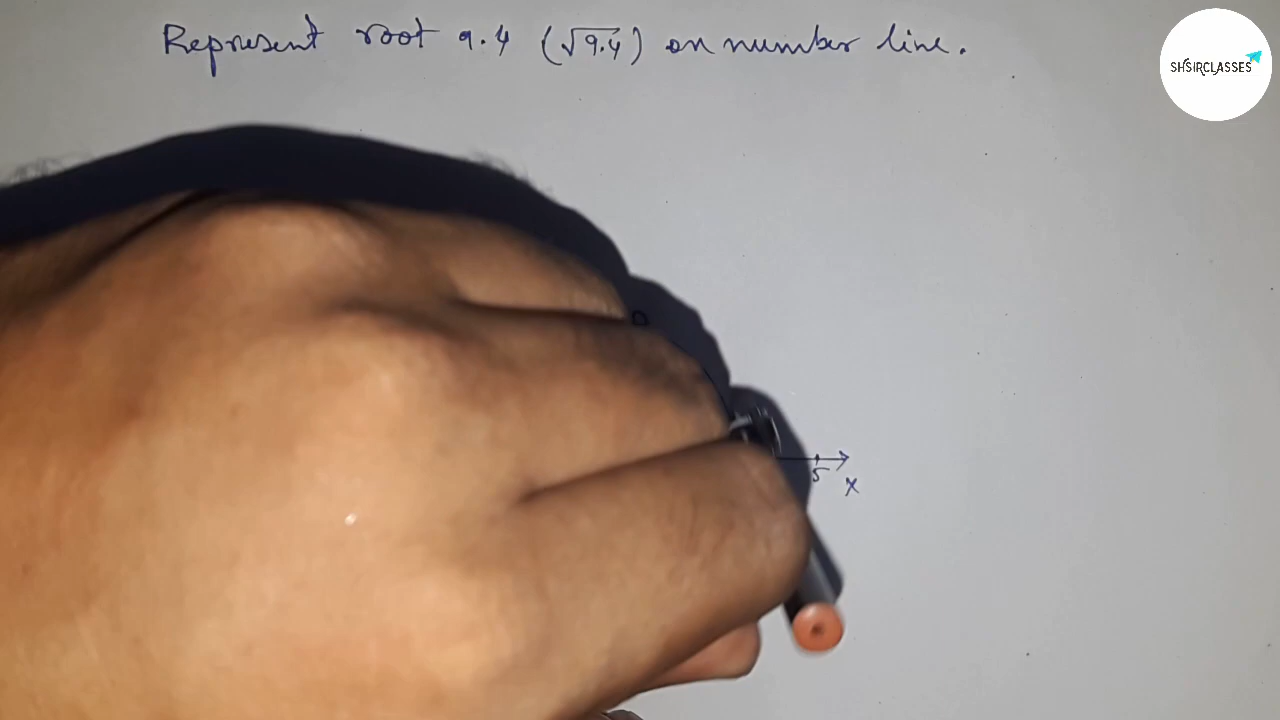 Represent root 9.4 (√9.4) on number line.
SHSIRCLASSES
D
5
X